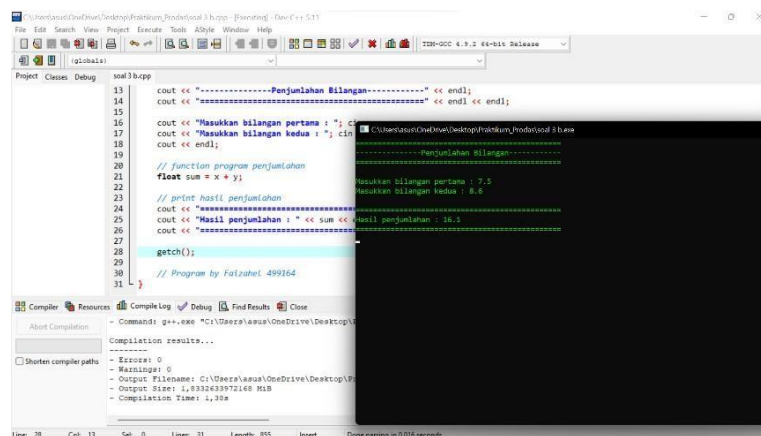 C:\Users\asus\OneDrive\Desktop\Praktikum_Prodas\soal 3 b.cpp - [Executing] - Dev-C++ 5.11
File Edit Search View Project Execute Tools AStyle Window Help
TDM-GCC 4.9.2 64-bit Release
(globals)
Project Classes Debug soal 3 b.cpp
13 cout << "---------------Penjumlahan Bilangan------------" << endl;
14 cout << "===============================================" << endl << endl;
15
16 cout << "Masukkan bilangan pertama : "; ci
17 cout << "Masukkan bilangan kedua : "; cin
18 cout << endl;
19
20 // function program penjumlahan
21 float sum = x + y;
22
23 // print hasil penjumlahan
24 cout << "================================
25 cout << "Hasil penjumlahan : " << sum <<
26 cout << "================================
27
28 getch();
29
30 // Program by Faizahel 499164
31 }
C:\Users\asus\OneDrive\Desktop\Praktikum_Prodas\soal 3 b.exe
===============================================
---------------Penjumlahan Bilangan------------
===============================================
Masukkan bilangan pertama : 7.5
Masukkan bilangan kedua : 8.6
===============================================
Hasil penjumlahan : 16.1
===============================================
Compiler Resources Compile Log Debug Find Results Close
Abort Compilation
Shorten compiler paths
- Command: g++.exe "C:\Users\asus\OneDrive\Desktop\
Compilation results...
--------
- Errors: 0
- Warnings: 0
- Output Filename: C:\Users\asus\OneDrive\Desktop\P
- Output Size: 1,8332633972168 MiB
- Compilation Time: 1,30s
Line: 28 Col: 13 Sel: 0 Lines: 31 Length: 855 Insert Done parsing in 0,016 seconds